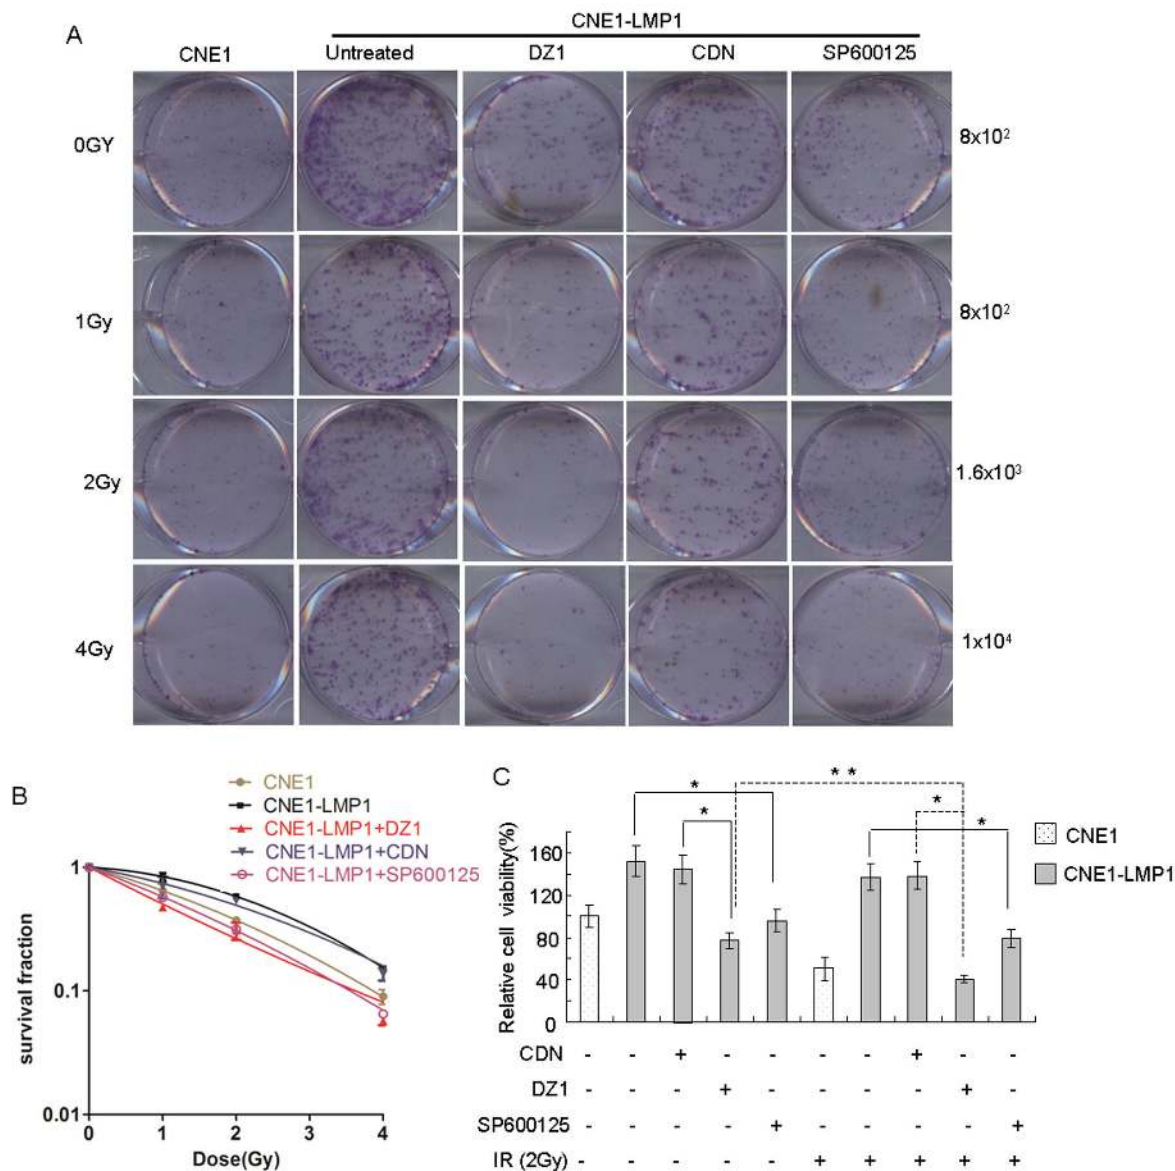 A
CNE1-LMP1
CNE1 Untreated DZ1 CDN SP600125
0GY 8x10²
1Gy 8x10²
2Gy 1.6x10³
4Gy 1x10⁴
B
CNE1
CNE1-LMP1
CNE1-LMP1+DZ1
CNE1-LMP1+CDN
CNE1-LMP1+SP600125
survival fraction
1
0.1
0.01
0 1 2 3 4
Dose(Gy)
C
* * *
* * * *
CNE1
CNE1-LMP1
Relative cell viability(%)
160
120
80
40
0
CDN - - + - - - - + - -
DZ1 - - - + - - - - + -
SP600125 - - - - + - - - - +
IR (2Gy) - - - - - + + + + +